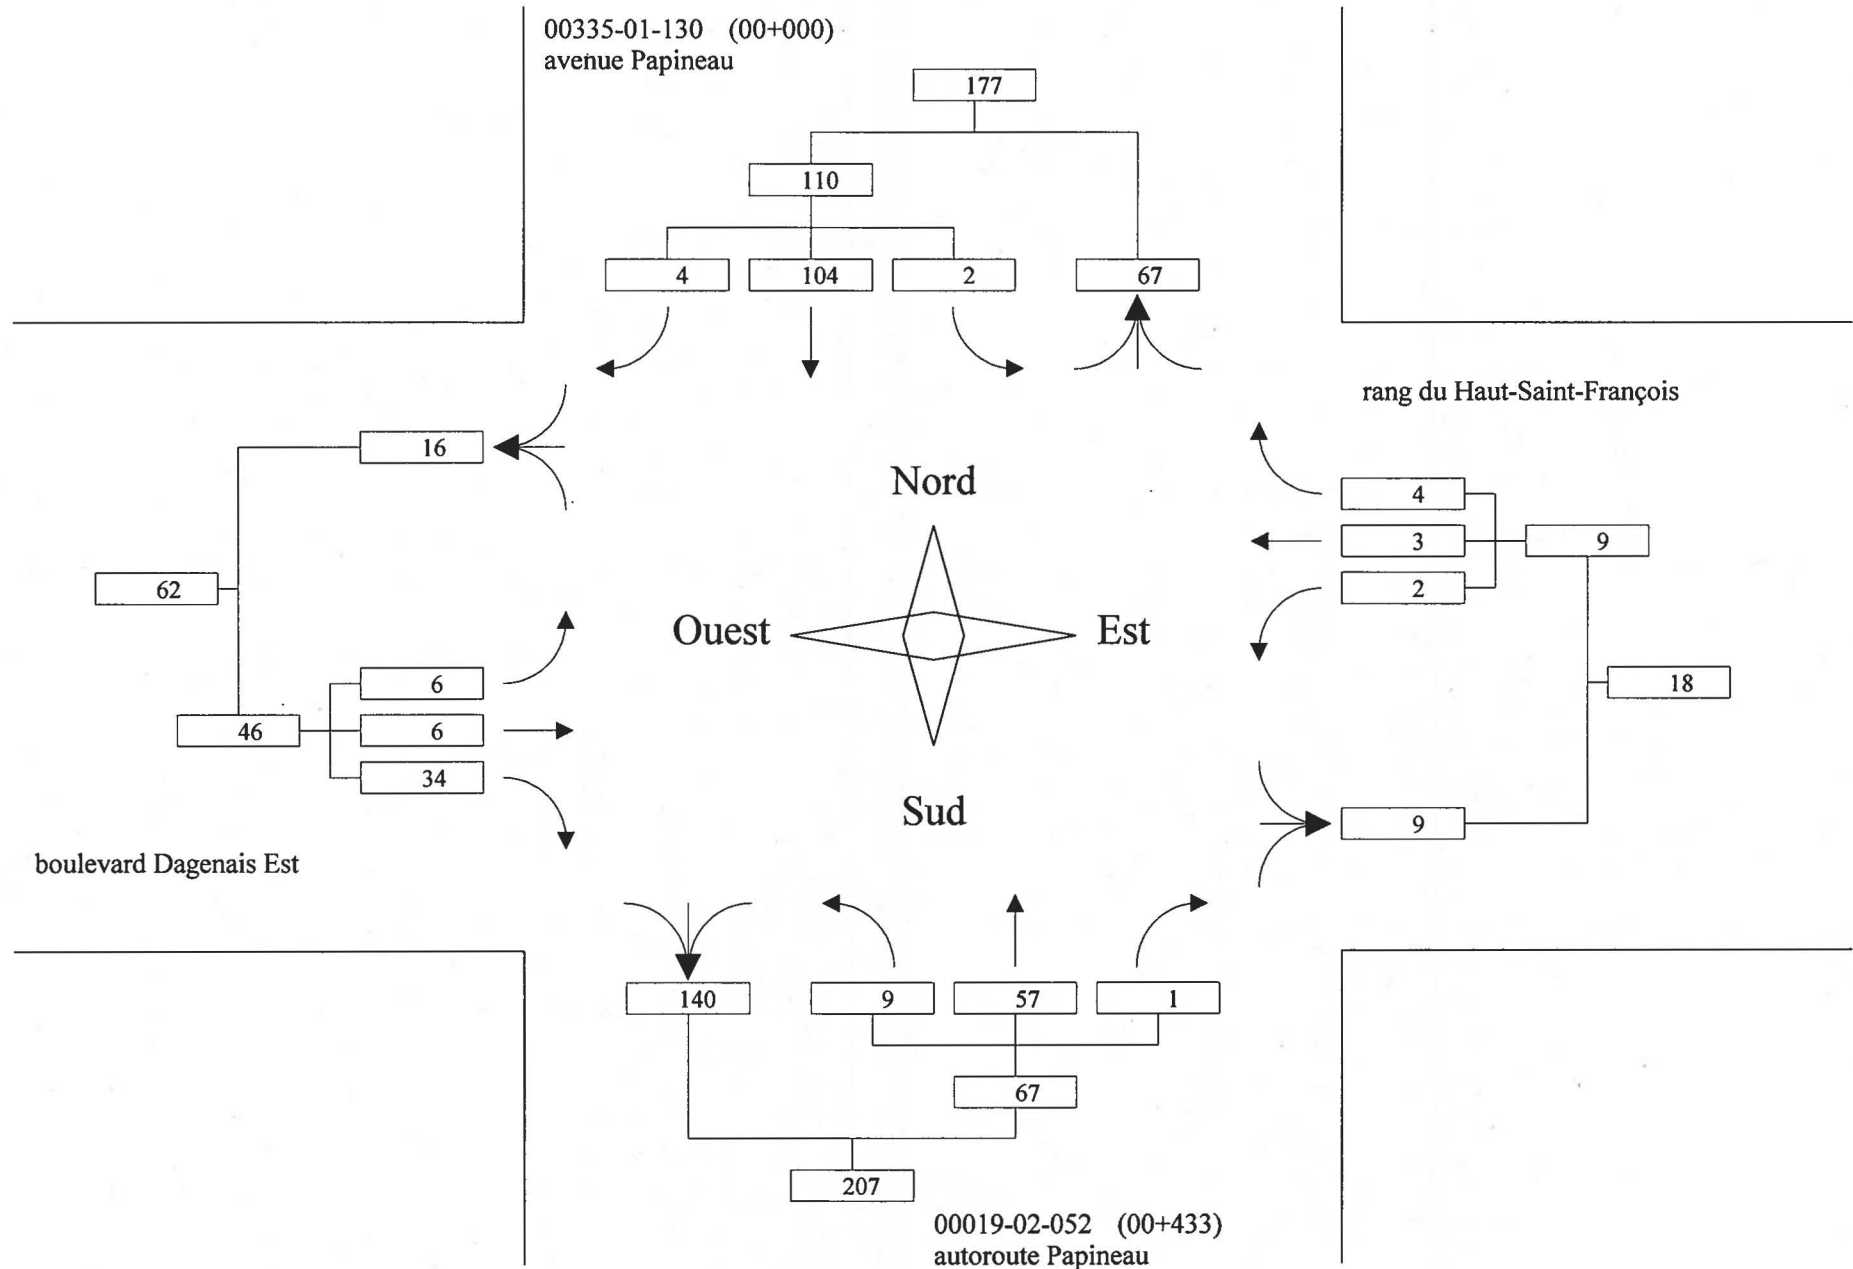 00335-01-130 (00+000)
avenue Papineau
177
110
4 104 2 67
rang du Haut-Saint-François
16
Nord
4
3 9
2
62
Ouest Est
6
18
46 6
34
Sud
9
boulevard Dagenais Est
140 9 57 1
67
207
00019-02-052 (00+433)
autoroute Papineau